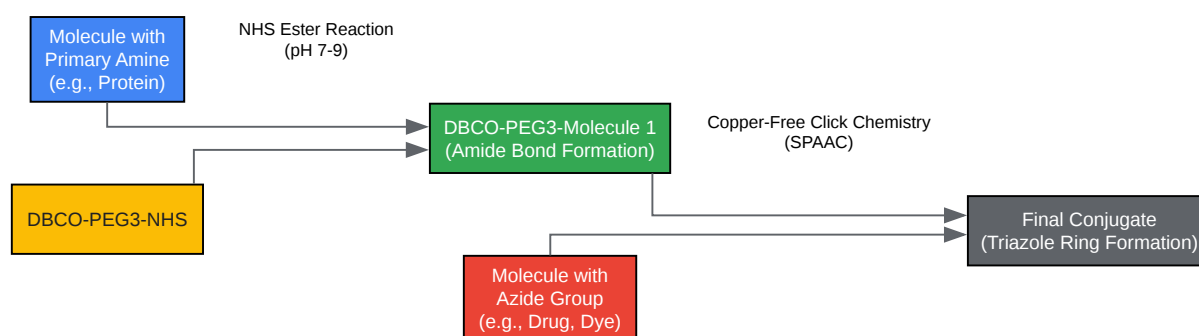 Molecule with
Primary Amine
(e.g., Protein)
NHS Ester Reaction
(pH 7-9)
DBCO-PEG3-Molecule 1
(Amide Bond Formation)
Copper-Free Click Chemistry
(SPAAC)
DBCO-PEG3-NHS
Final Conjugate
(Triazole Ring Formation)
Molecule with
Azide Group
(e.g., Drug, Dye)